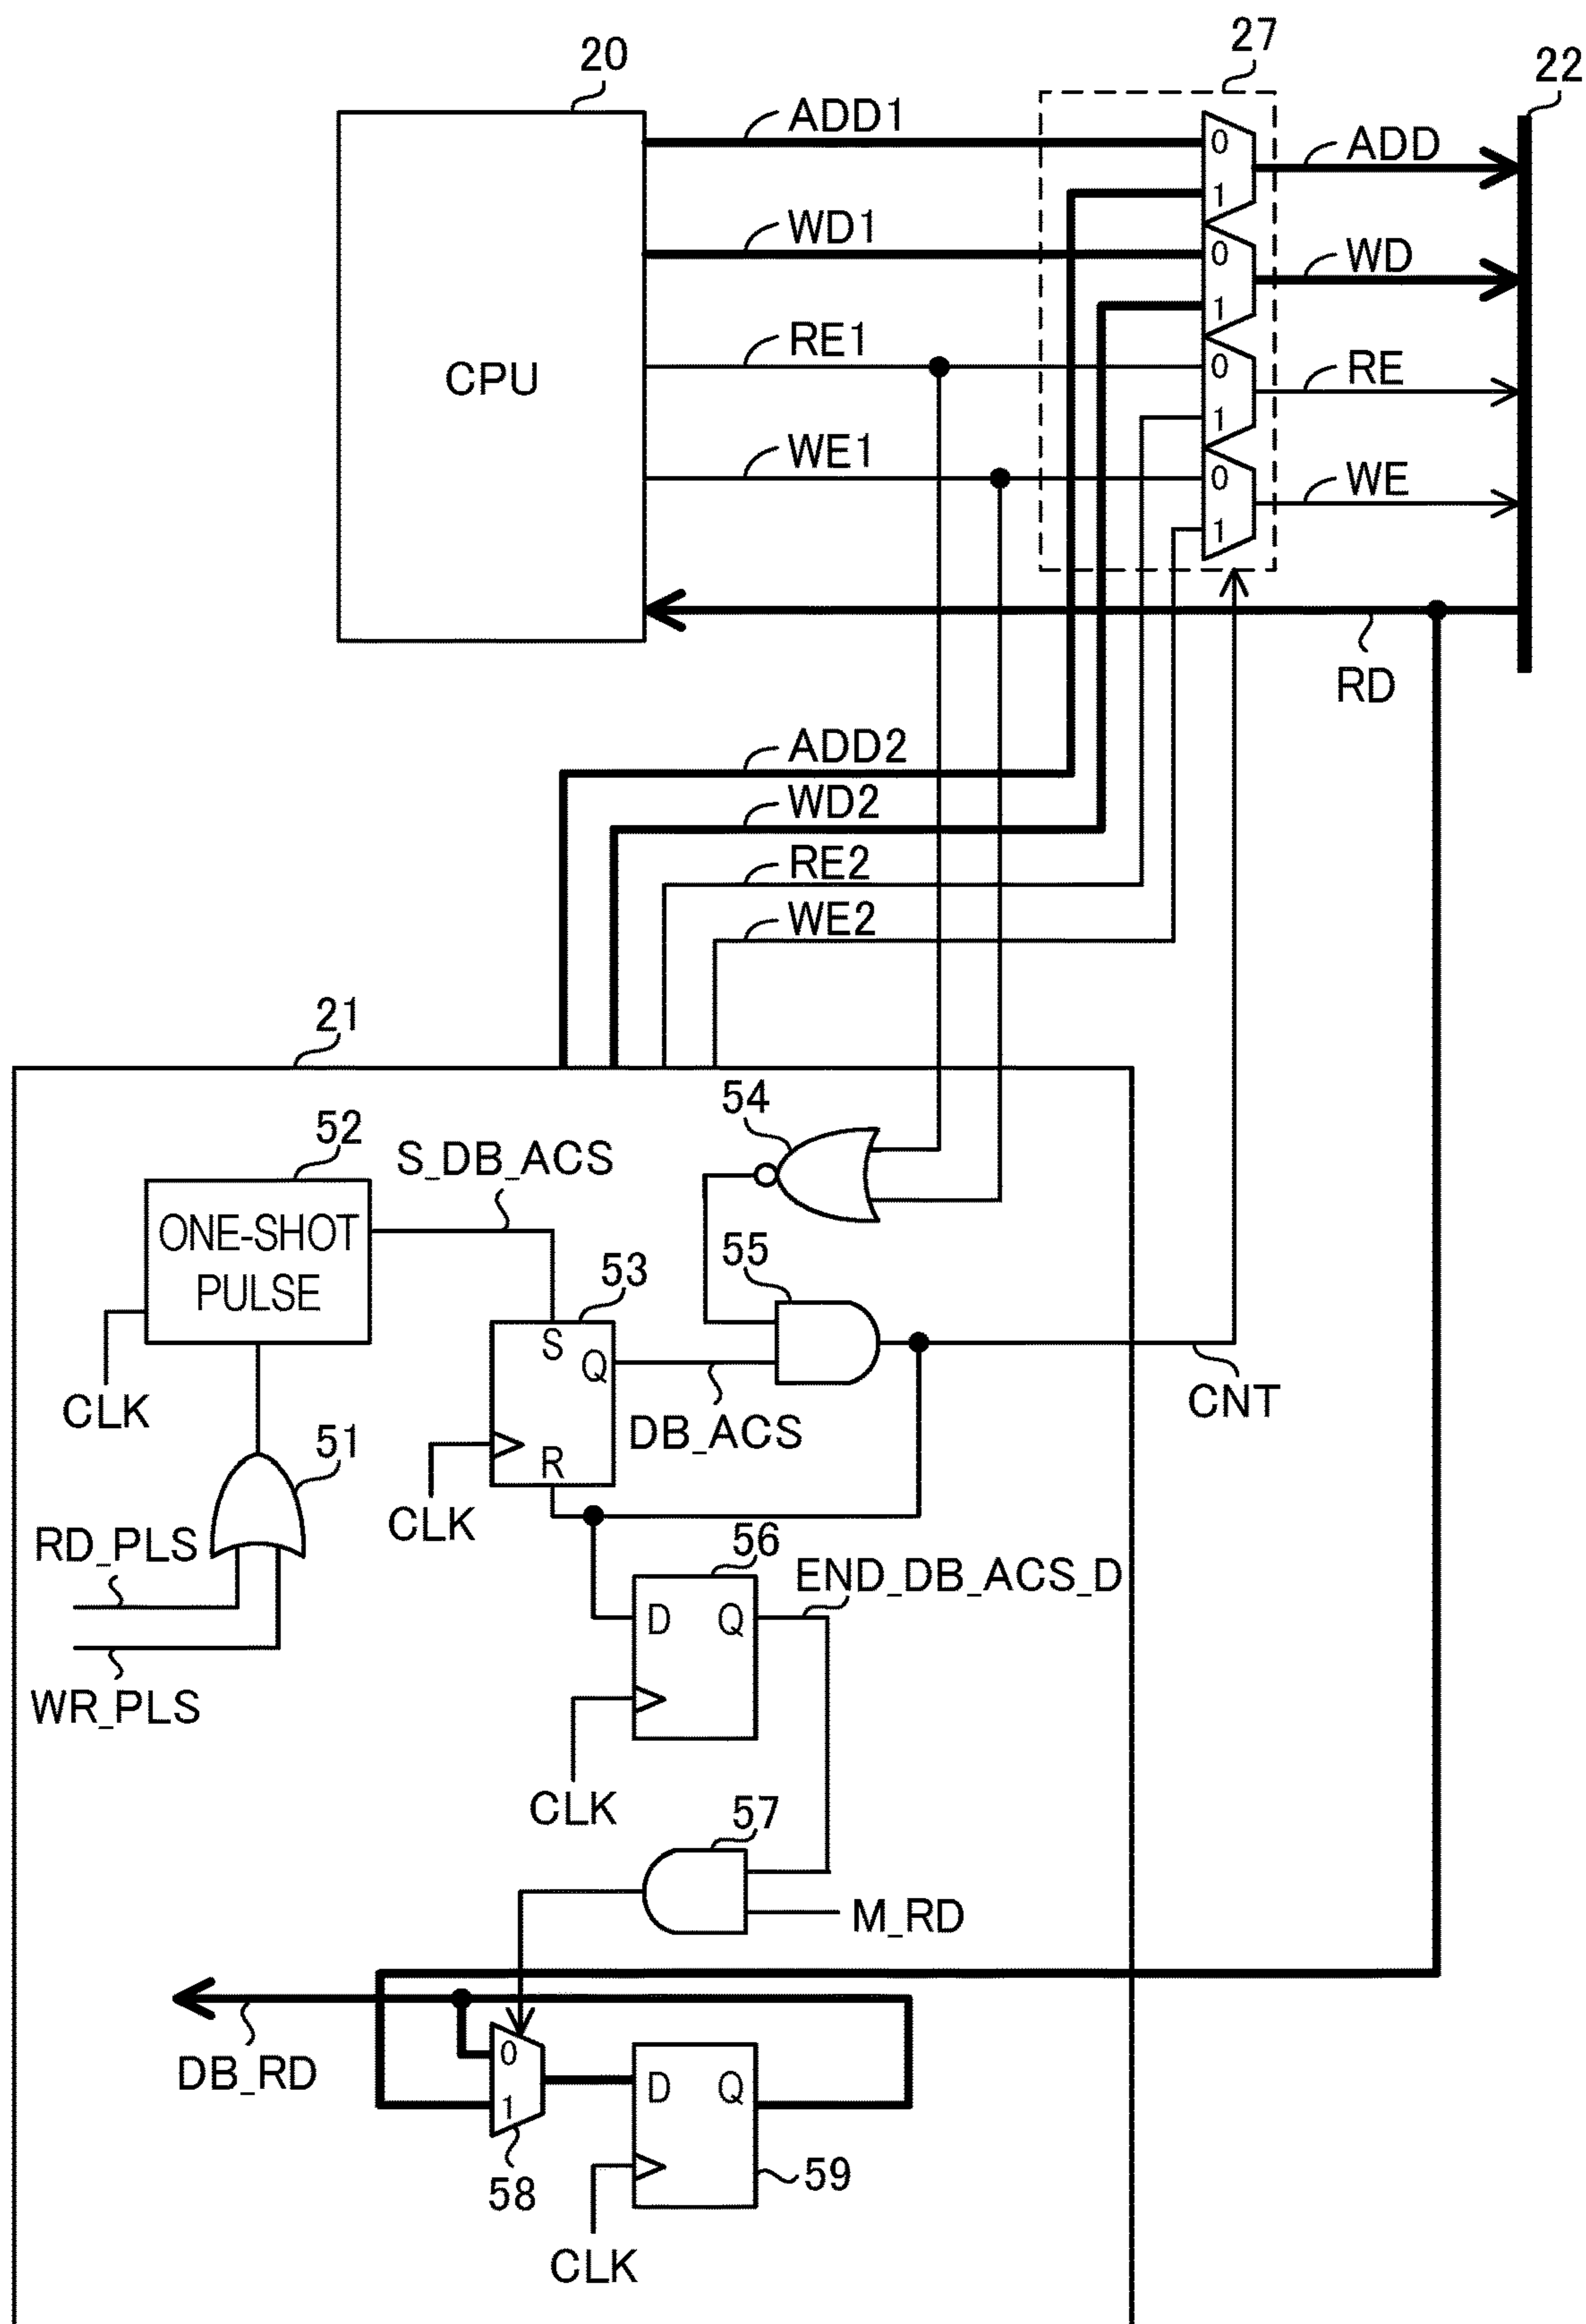 27
20
22
ADD1
0
ADD
1
WD1
0
WD
1
CPU
RE1
0
RE
1
WE1
0
WE
1
RD
ADD2
WD2
RE2
WE2
21
54
52
S_DB_ACS
ONE-SHOT
PULSE
55
53
S
Q
CLK
CNT
DB_ACS
51
R
CLK
RD_PLS
56
END_DB_ACS_D
D
Q
WR_PLS
CLK
57
M_RD
DB_RD
0
1
D
Q
58
59
CLK